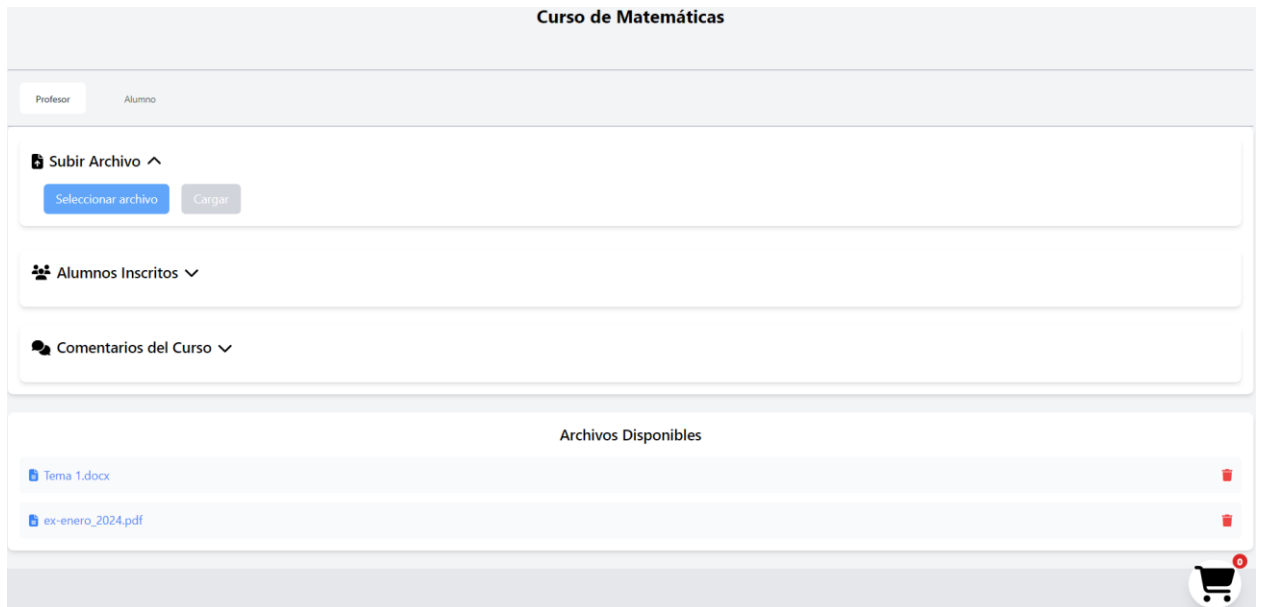 Curso de Matemáticas
Profesor Alumno
Subir Archivo
Seleccionar archivo Cargar
Alumnos Inscritos
Comentarios del Curso
Archivos Disponibles
Tema 1.docx
ex-enero_2024.pdf
0